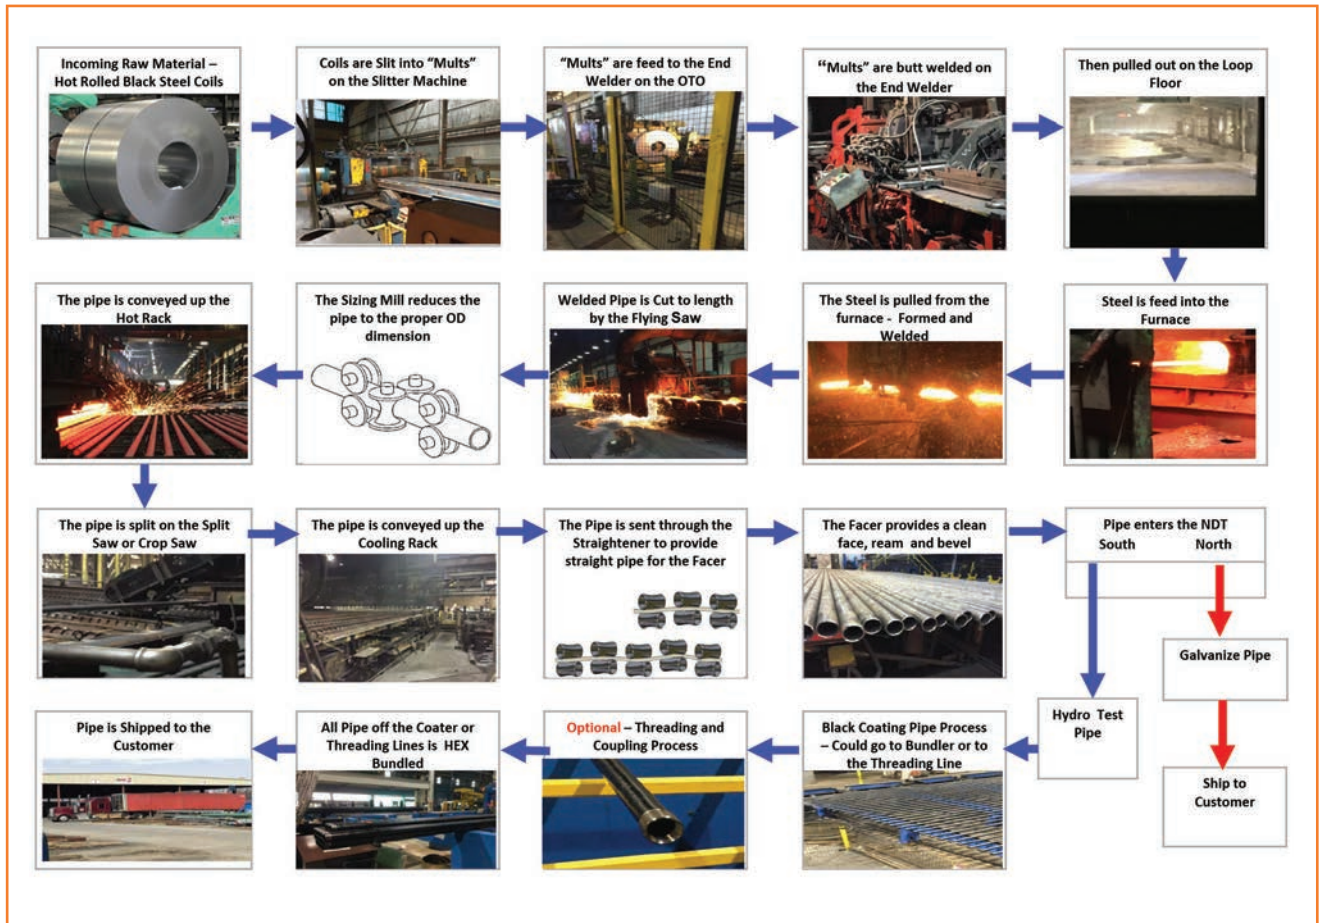 Incoming Raw Material –
Hot Rolled Black Steel Coils
Coils are Slit into “Mults”
on the Slitter Machine
“Mults” are feed to the End
Welder on the OTO
“Mults” are butt welded on
the End Welder
Then pulled out on the Loop
Floor
Steel is feed into the
Furnace
The Steel is pulled from the
furnace - Formed and
Welded
Welded Pipe is Cut to length
by the Flying Saw
The Sizing Mill reduces the
pipe to the proper OD
dimension
The pipe is conveyed up the
Hot Rack
The pipe is split on the Split
Saw or Crop Saw
The pipe is conveyed up the
Cooling Rack
The Pipe is sent through the
Straightener to provide
straight pipe for the Facer
The Facer provides a clean
face, ream and bevel
Pipe enters the NDT
South North
Galvanize Pipe
Ship to
Customer
Hydro Test
Pipe
Black Coating Pipe Process
– Could go to Bundler or to
the Threading Line
Optional – Threading and
Coupling Process
All Pipe off the Coater or
Threading Lines is HEX
Bundled
Pipe is Shipped to the
Customer